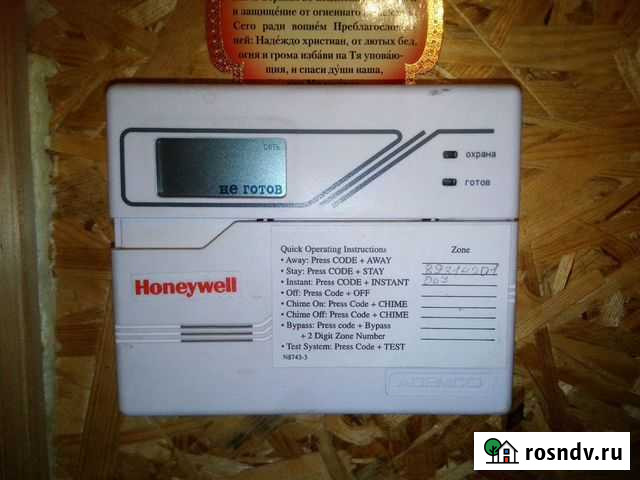 и защищение от огненнаго
Сего ради вопием Преблагослов
ней: Надеждо христиан, от лютых бед,
огня и грома избави на Тя упова-
щия, и спаси души наша,
сеть
не готов
охрана
готов
Honeywell
Quick Operating Instructions
Zone
• Away: Press CODE + AWAY
• Stay: Press CODE + STAY
• Instant: Press CODE + INSTANT
• Off: Press Code + OFF
• Chime On: Press Code + CHIME
• Chime Off: Press Code + CHIME
• Bypass: Press code + Bypass
+ 2 Digit Zone Number
• Test System: Press Code + TEST
N8743-3
ADEMCO
rosndv.ru